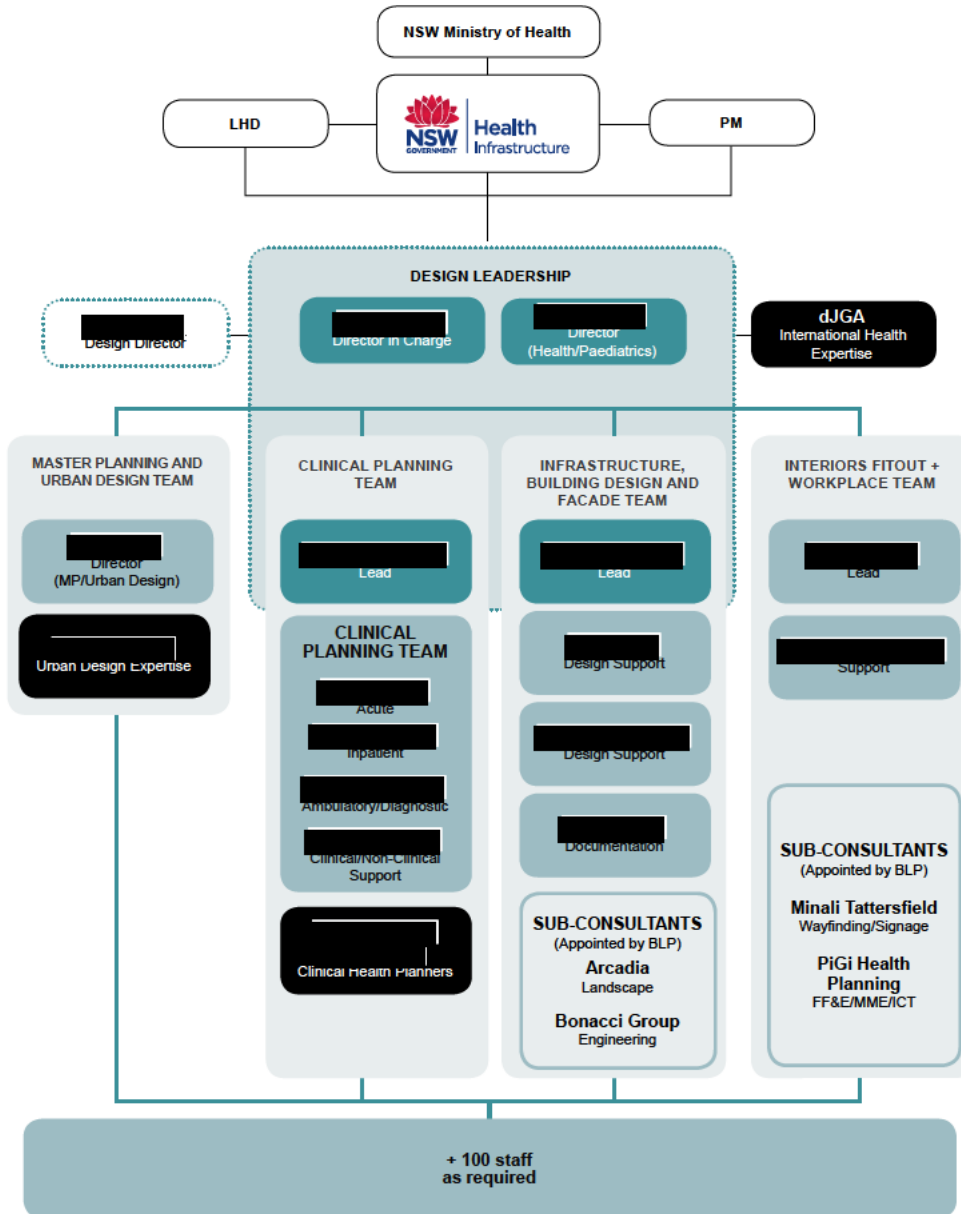 NSW Ministry of Health
LHD
NSW
GOVERNMENT
Health
Infrastructure
PM
DESIGN LEADERSHIP
Design Director
Director in Charge
Director
(Health/Paediatrics)
dJGA
International Health
Expertise
MASTER PLANNING AND
URBAN DESIGN TEAM
Director
(MP/Urban Design)
Urban Design Expertise
CLINICAL PLANNING
TEAM
Lead
CLINICAL
PLANNING TEAM
Acute
Inpatient
Ambulatory/Diagnostic
Clinical/Non-Clinical
Support
Clinical Health Planners
INFRASTRUCTURE,
BUILDING DESIGN AND
FACADE TEAM
Lead
Design Support
Design Support
Documentation
SUB-CONSULTANTS
(Appointed by BLP)
Arcadia
Landscape
Bonacci Group
Engineering
INTERIORS FITOUT +
WORKPLACE TEAM
Lead
Support
SUB-CONSULTANTS
(Appointed by BLP)
Minali Tattersfield
Wayfinding/Signage
PiGi Health
Planning
FF&E/MME/ICT
+ 100 staff
as required